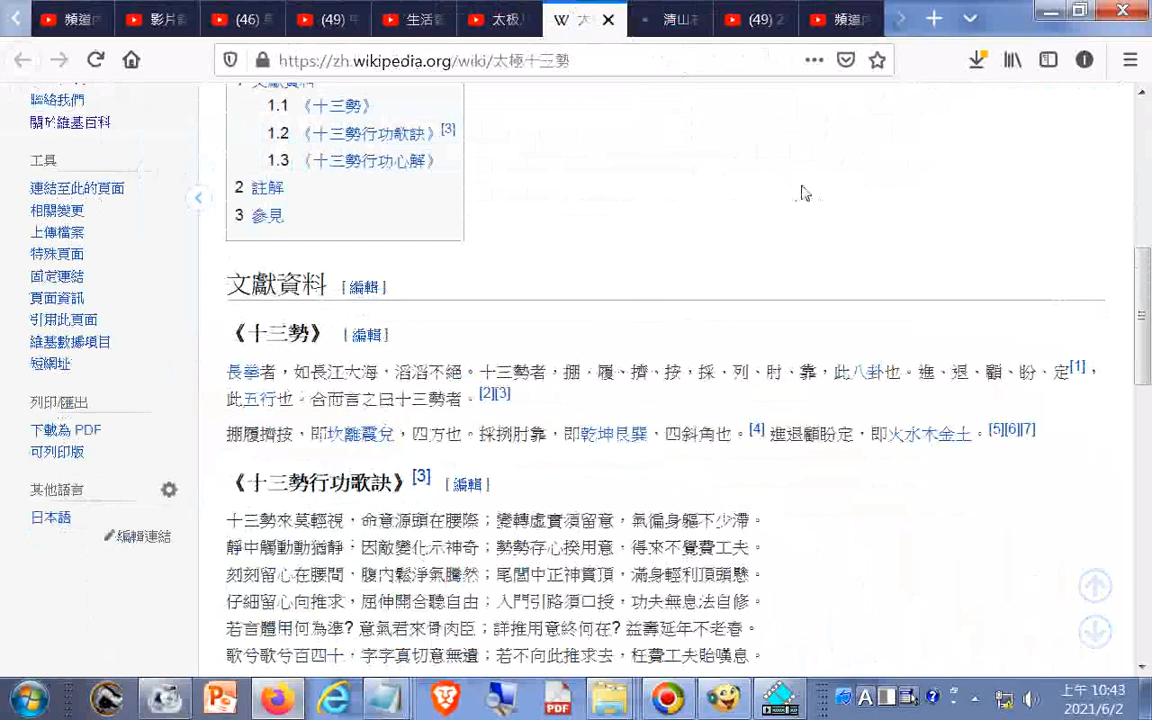 頻道
影片
(46)
(49)
生活
太极
W 太
清山
(49) 2
頻道
https://zh.wikipedia.org/wiki/太極十三勢
聯絡我們
關於維基百科
工具
連結至此的頁面
相關變更
上傳檔案
特殊頁面
固定連結
頁面資訊
引用此頁面
維基數據項目
短網址
列印/匯出
下載為 PDF
可列印版
其他語言
日本語
編輯連結
1.1 《十三勢》
1.2 《十三勢行功歌訣》[3]
1.3 《十三勢行功心解》
2 註解
3 參見
文獻資料 [編輯]
《十三勢》 [編輯]
長拳者，如長江大海，滔滔不絕。十三勢者，掤、履、擠、按，採、列、肘、靠，此八卦也。進、退、顧、盼、定[1]，
此五行也。合而言之曰十三勢者。[2][3]
掤履擠按，即坎離震兌，四方也。採挒肘靠，即乾坤艮巽，四斜角也。[4] 進退顧盼定，即火水木金土。[5][6][7]
《十三勢行功歌訣》[3] [編輯]
十三勢來莫輕視，命意源頭在腰際；變轉虛實須留意，氣偏身軀不少滯。
靜中觸動動猶靜，因敵變化示神奇；勢勢存心揆用意，得來不覺費工夫。
刻刻留心在腰間，腹內鬆淨氣騰然；尾閭中正神貫頂，滿身輕利頂頭懸。
仔細留心向推求，屈伸開合聽自由；入門引路須口授，功夫無息法自修。
若言體用何為準? 意氣君來骨肉臣；詳推用意終何在? 益壽延年不老春。
歌兮歌兮百四十，字字真切意無遺；若不向此推求去，枉費工夫貽嘆息。
上午 10:43
2021/6/2